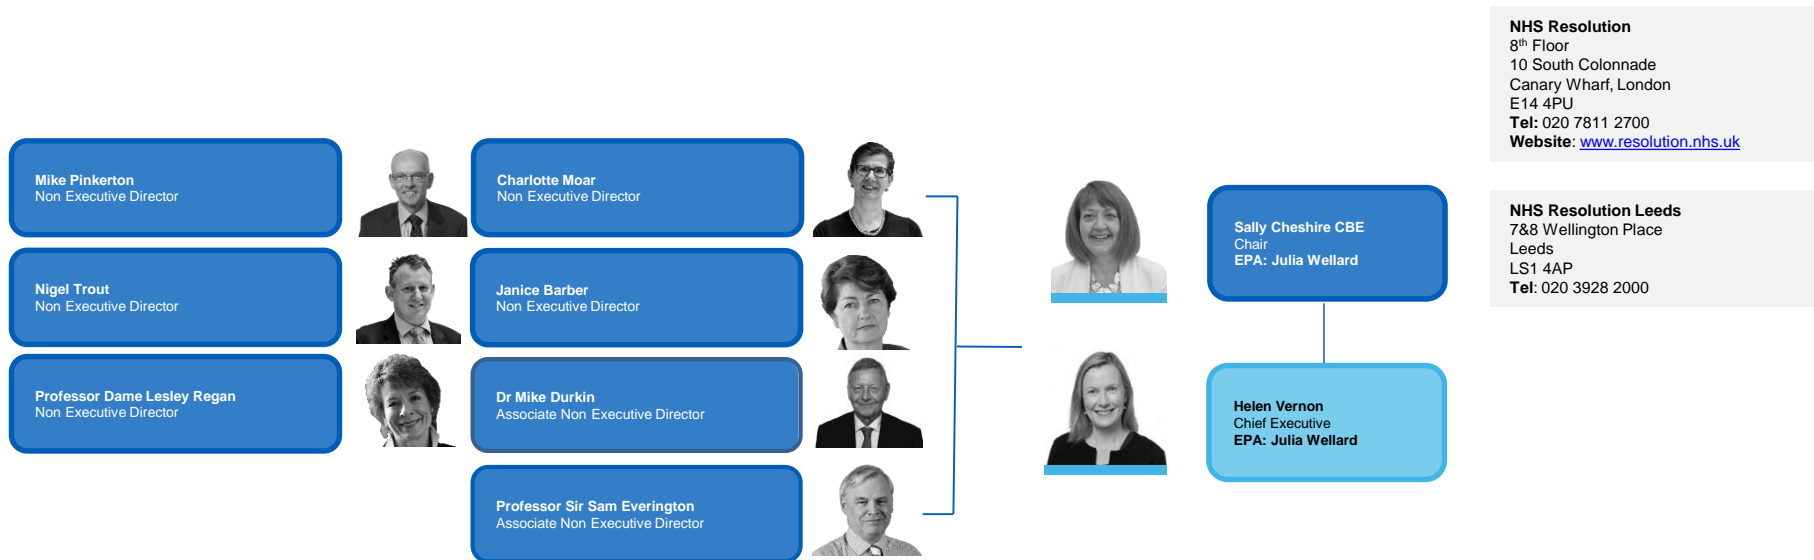 NHS Resolution
8th Floor
10 South Colonnade
Canary Wharf, London
E14 4PU
Tel: 020 7811 2700
Website: www.resolution.nhs.uk
NHS Resolution Leeds
7&8 Wellington Place
Leeds
LS1 4AP
Tel: 020 3928 2000
Mike Pinkerton
Non Executive Director
Charlotte Moar
Non Executive Director
Nigel Trout
Non Executive Director
Janice Barber
Non Executive Director
Professor Dame Lesley Regan
Non Executive Director
Dr Mike Durkin
Associate Non Executive Director
Professor Sir Sam Everington
Associate Non Executive Director
Sally Cheshire CBE
Chair
EPA: Julia Wellard
Helen Vernon
Chief Executive
EPA: Julia Wellard